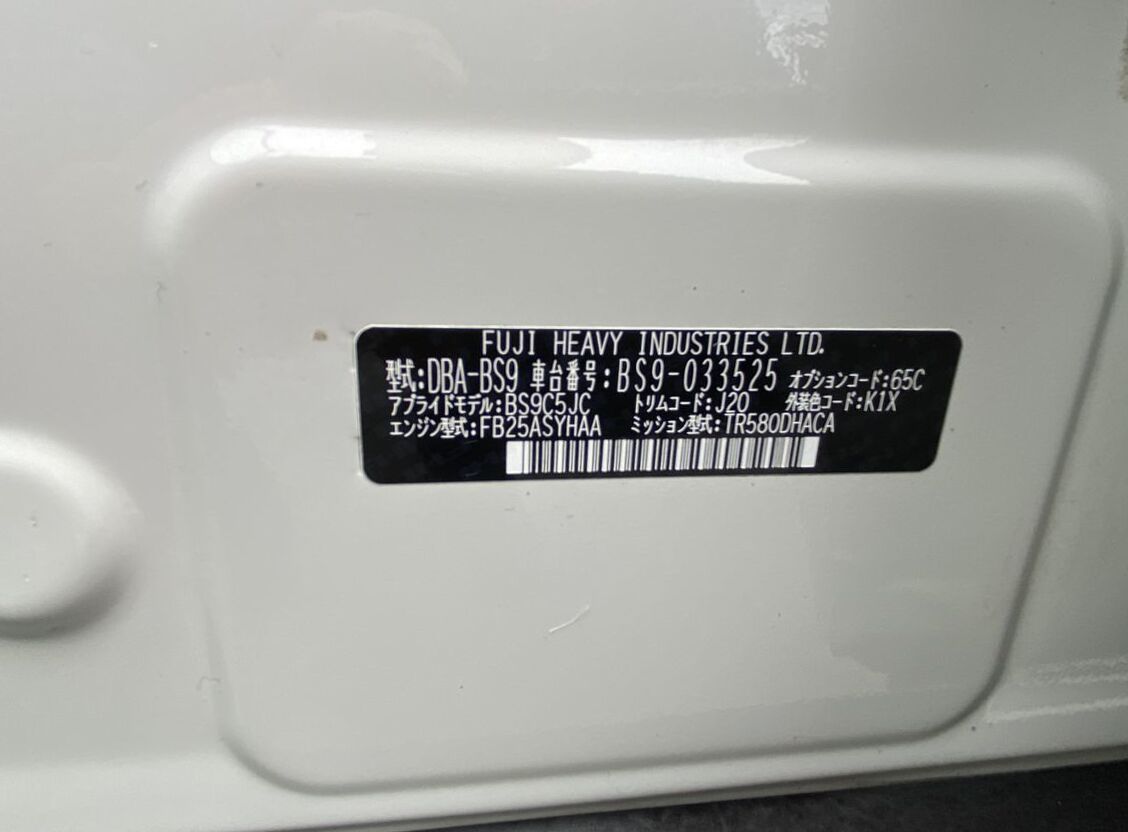 FUJI HEAVY INDUSTRIES LTD.
型式:DBA-BS9 車台番号:BS9-033525 オプションコード:65C
アプライドモデル:BS9C5JC トリムコード:J20 外装色コード:K1X
エンジン型式:FB25ASYHAA ミッション型式:TR580DHACA